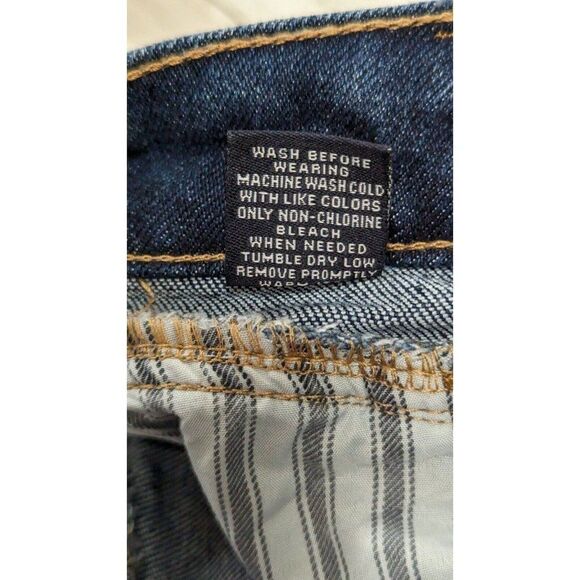 WASH BEFORE
WEARING
MACHINE WASH COLD
WITH LIKE COLORS
ONLY NON-CHLORINE
BLEACH
WHEN NEEDED
TUMBLE DRY LOW
REMOVE PROMPTLY
WARM